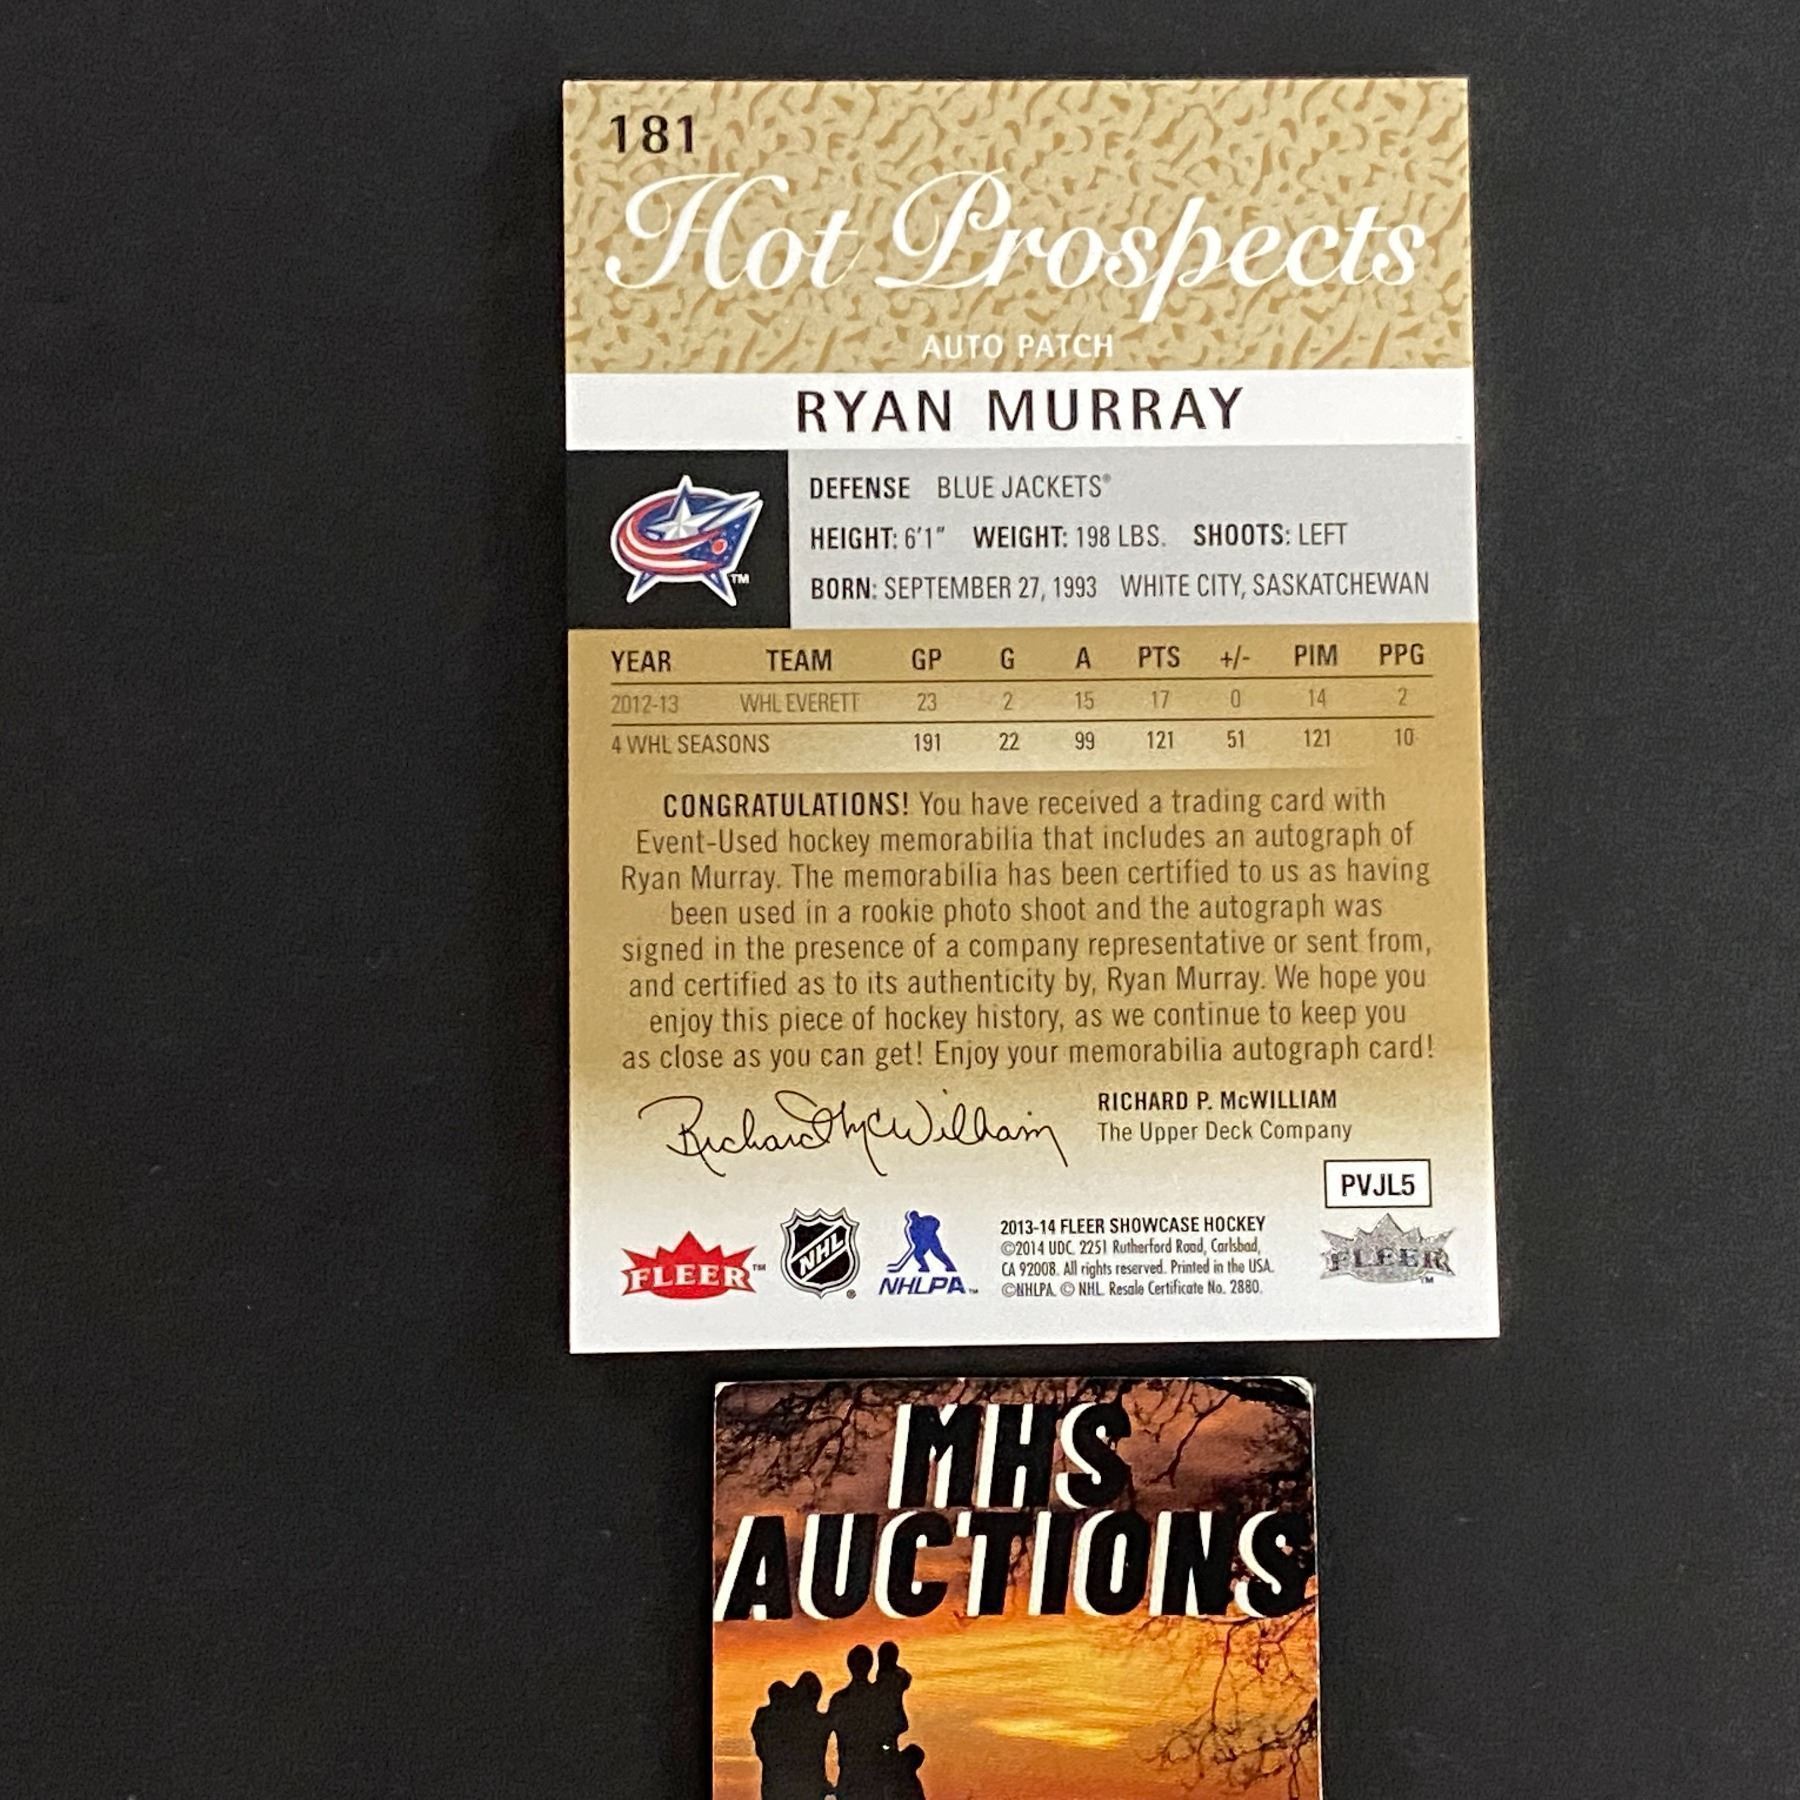 181
Hot Prospects
AUTO PATCH
RYAN MURRAY
DEFENSE BLUE JACKETS®
HEIGHT: 6'1" WEIGHT: 198 LBS. SHOOTS: LEFT
BORN: SEPTEMBER 27, 1993 WHITE CITY, SASKATCHEWAN
YEAR TEAM GP G A PTS +/- PIM PPG
2012-13 WHL EVERETT 23 2 15 17 0 14 2
4 WHL SEASONS 191 22 99 121 51 121 10
CONGRATULATIONS! You have received a trading card with
Event-Used hockey memorabilia that includes an autograph of
Ryan Murray. The memorabilia has been certified to us as having
been used in a rookie photo shoot and the autograph was
signed in the presence of a company representative or sent from,
and certified as to its authenticity by, Ryan Murray. We hope you
enjoy this piece of hockey history, as we continue to keep you
as close as you can get! Enjoy your memorabilia autograph card!
Richard McWilliam
RICHARD P. McWILLIAM
The Upper Deck Company
PVJL5
FLEER™
NHL®
NHLPA™
2013-14 FLEER SHOWCASE HOCKEY
©2014 UDC. 2251 Rutherford Road, Carlsbad,
CA 92008. All rights reserved. Printed in the USA.
©NHLPA. © NHL. Resale Certificate No. 2880.
FLEER™
MHS
AUCTIONS